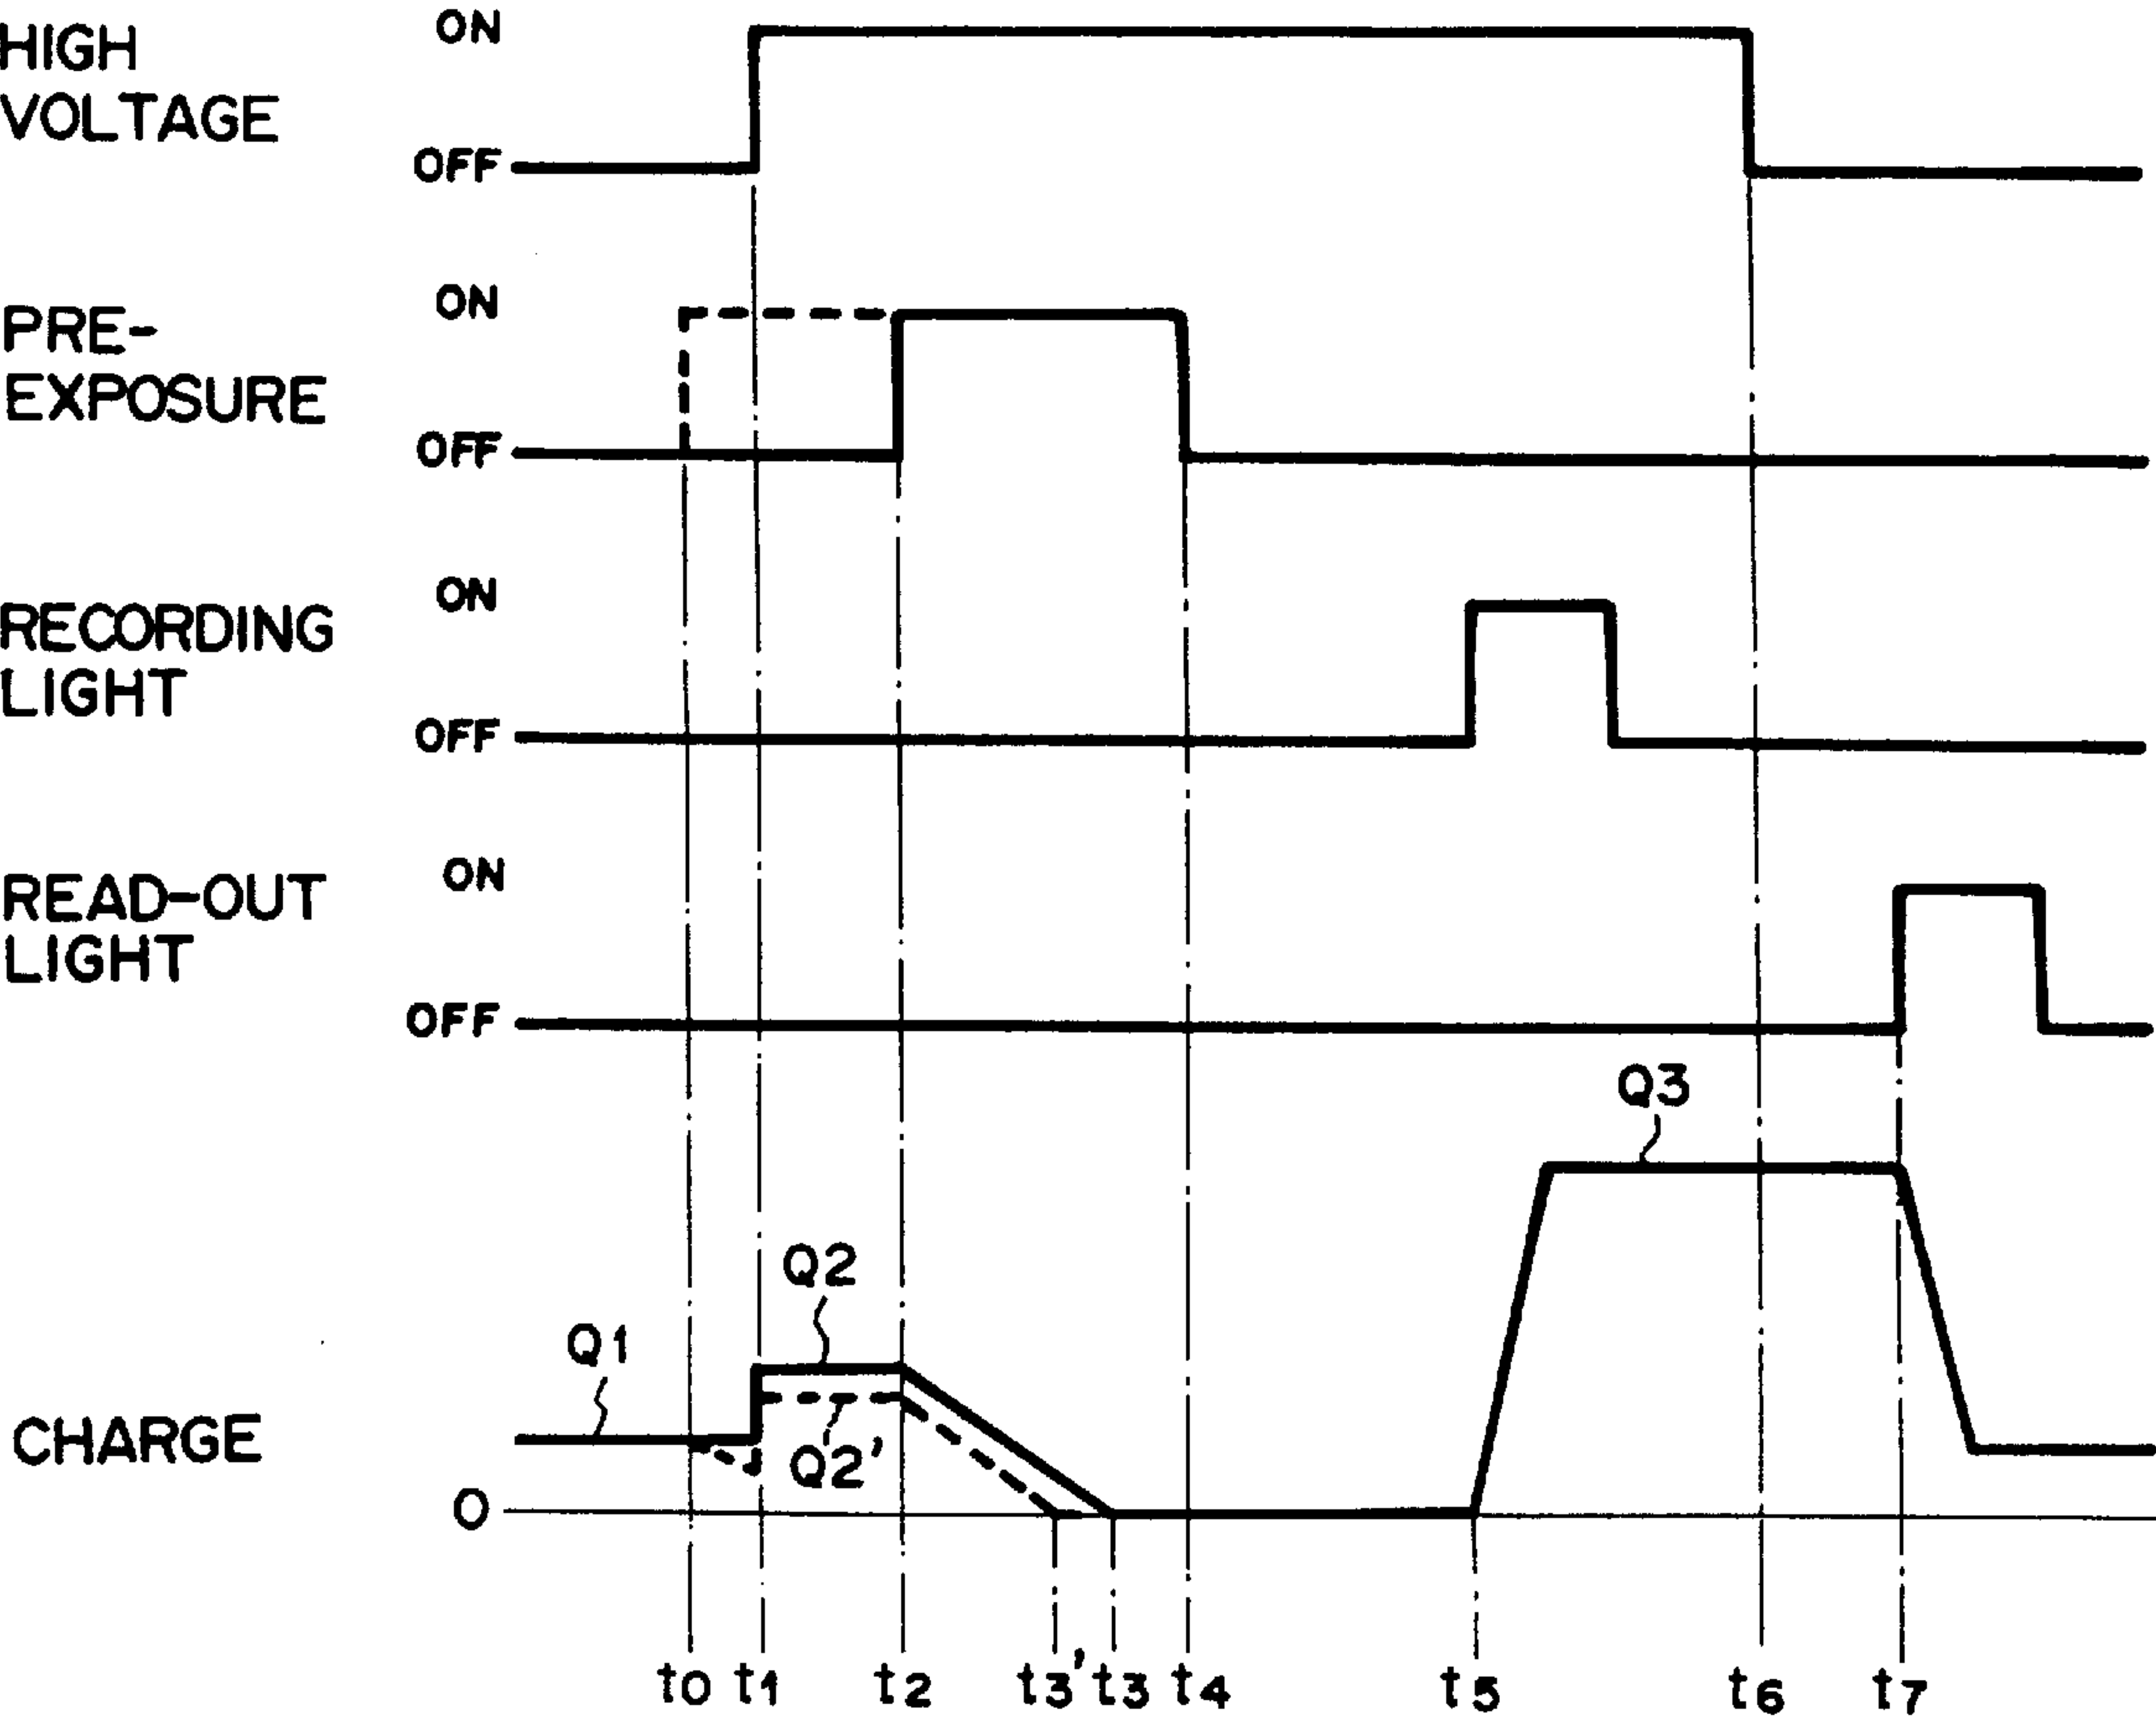 HIGH
VOLTAGE
ON
OFF
PRE-
EXPOSURE
ON
OFF
RECORDING
LIGHT
ON
OFF
READ-OUT
LIGHT
ON
OFF
CHARGE
Q1
Q2
Q2'
Q3
0
t0 t1 t2 t3' t3 t4 t5 t6 t7